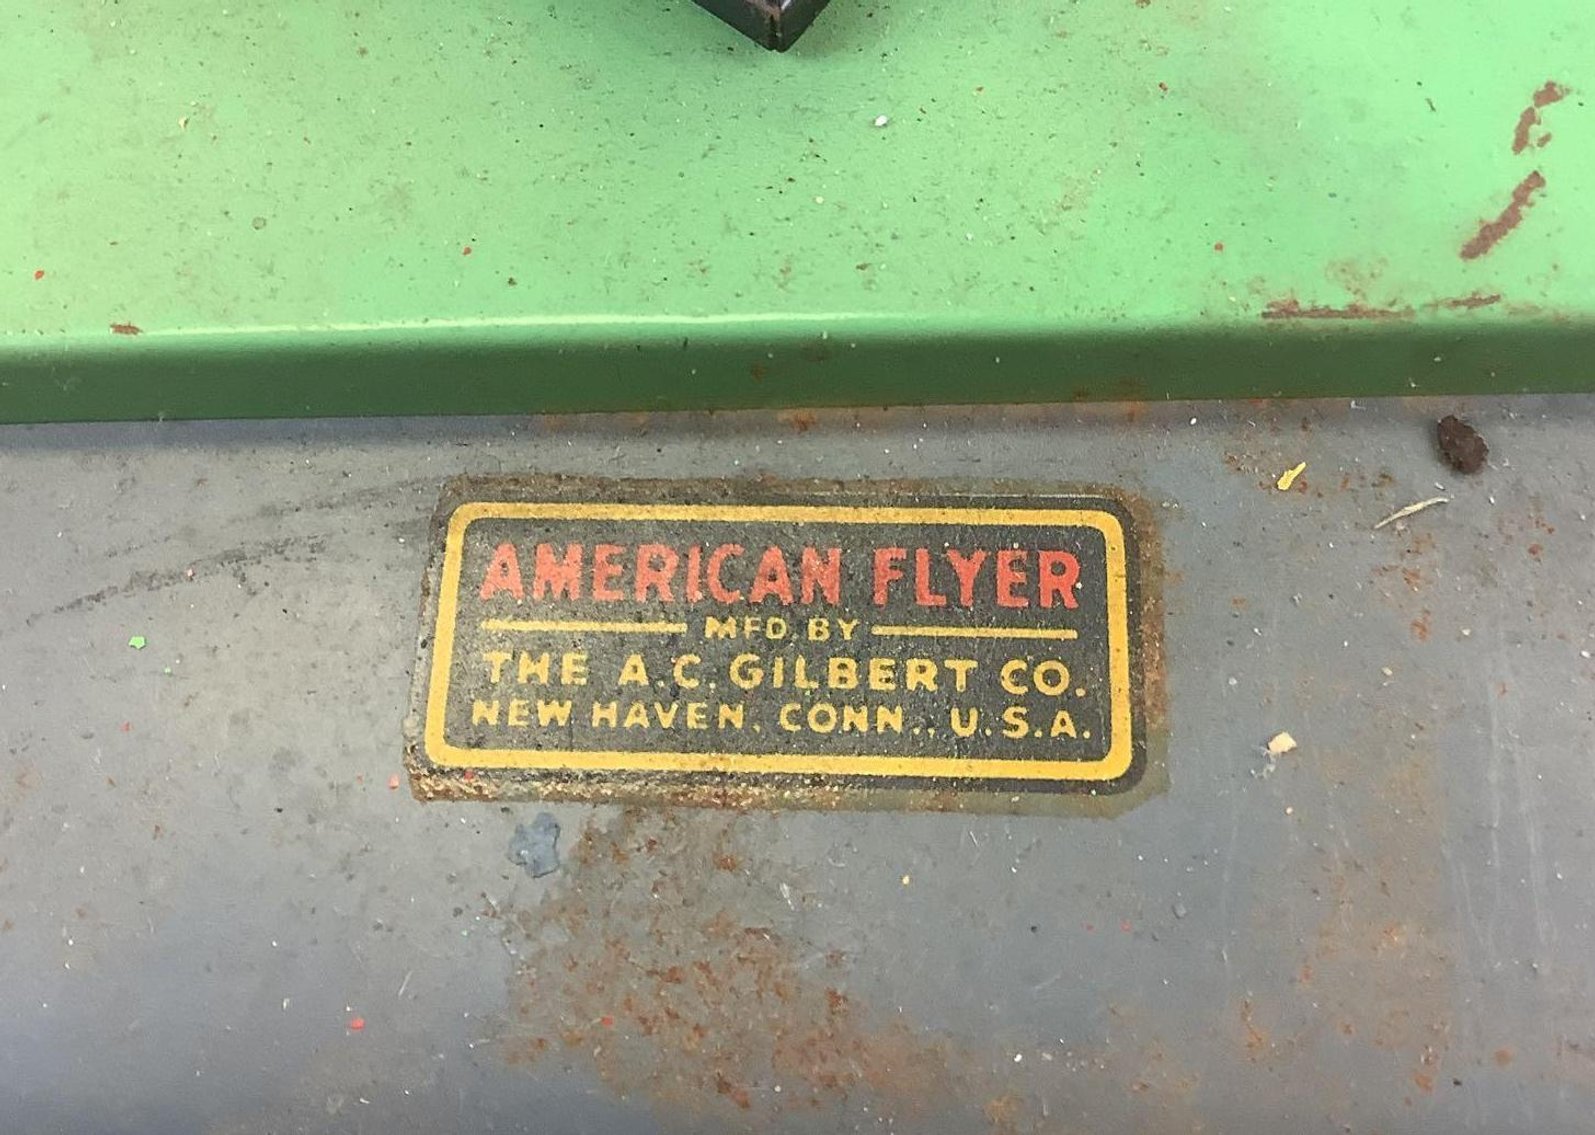 AMERICAN FLYER
MFD. BY
THE A.C. GILBERT CO.
NEW HAVEN, CONN., U.S.A.